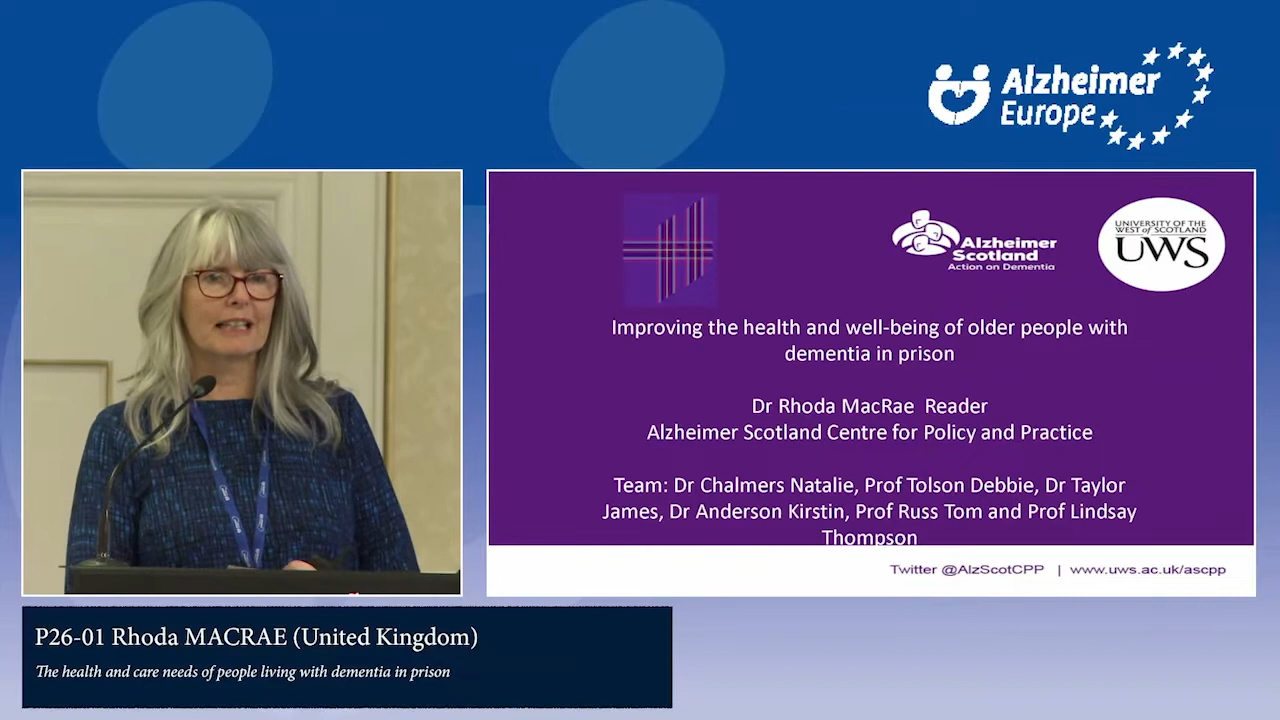 Alzheimer
Europe
Alzheimer
Scotland
Action on Dementia
UNIVERSITY OF THE
WEST of SCOTLAND
UWS
Improving the health and well-being of older people with
dementia in prison
Dr Rhoda MacRae Reader
Alzheimer Scotland Centre for Policy and Practice
Team: Dr Chalmers Natalie, Prof Tolson Debbie, Dr Taylor
James, Dr Anderson Kirstin, Prof Russ Tom and Prof Lindsay
Thompson
Twitter @AlzScotCPP | www.uws.ac.uk/ascpp
P26-01 Rhoda MACRAE (United Kingdom)
The health and care needs of people living with dementia in prison